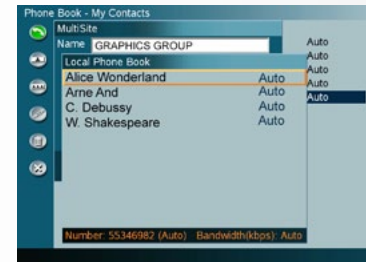 Phone Book - My Contacts
MultiSite
Name GRAPHICS GROUP
Auto
Local Phone Book Auto
Auto
Alice Wonderland Auto Auto
Arne And Auto Auto
C. Debussy Auto
W. Shakespeare Auto
Number: 55346982 (Auto) Bandwidth(kbps): Auto